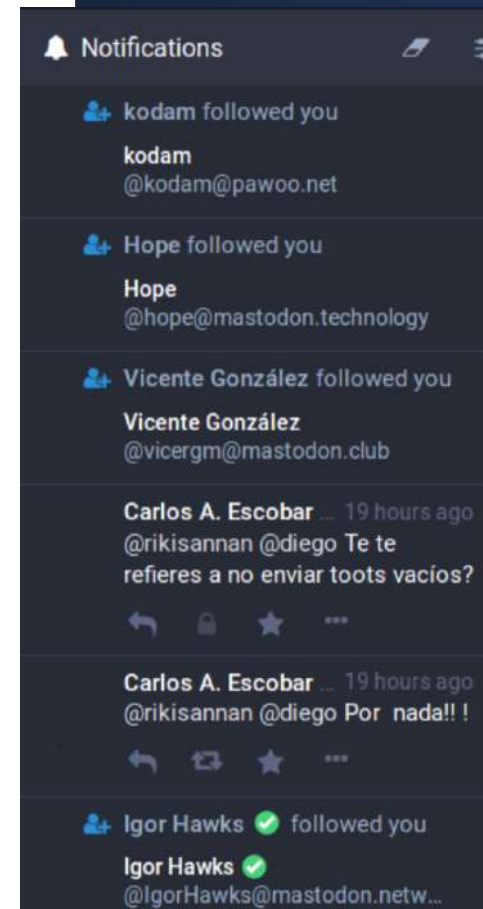 Notifications
kodam followed you
kodam
@kodam@pawoo.net
Hope followed you
Hope
@hope@mastodon.technology
Vicente González followed you
Vicente González
@vicergm@mastodon.club
Carlos A. Escobar ... 19 hours ago
@rikisannan @diego Te te
refieres a no enviar toots vacíos?
Carlos A. Escobar ... 19 hours ago
@rikisannan @diego Por nada!! !
Igor Hawks followed you
Igor Hawks
@IgorHawks@mastodon.netw...